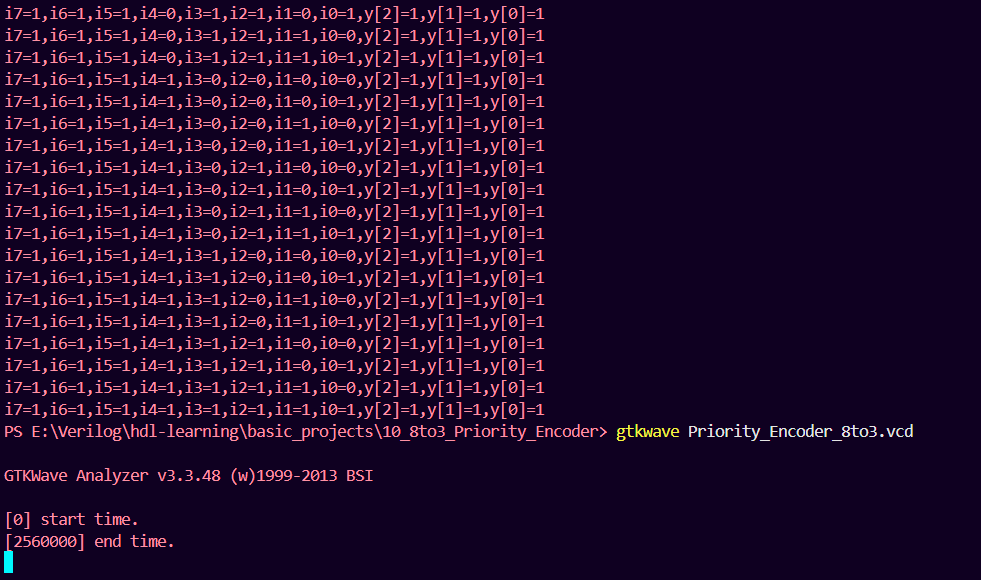 i7=1,i6=1,i5=1,i4=0,i3=1,i2=1,i1=0,i0=1,y[2]=1,y[1]=1,y[0]=1
i7=1,i6=1,i5=1,i4=0,i3=1,i2=1,i1=1,i0=0,y[2]=1,y[1]=1,y[0]=1
i7=1,i6=1,i5=1,i4=0,i3=1,i2=1,i1=1,i0=1,y[2]=1,y[1]=1,y[0]=1
i7=1,i6=1,i5=1,i4=1,i3=0,i2=0,i1=0,i0=0,y[2]=1,y[1]=1,y[0]=1
i7=1,i6=1,i5=1,i4=1,i3=0,i2=0,i1=0,i0=1,y[2]=1,y[1]=1,y[0]=1
i7=1,i6=1,i5=1,i4=1,i3=0,i2=0,i1=1,i0=0,y[2]=1,y[1]=1,y[0]=1
i7=1,i6=1,i5=1,i4=1,i3=0,i2=0,i1=1,i0=1,y[2]=1,y[1]=1,y[0]=1
i7=1,i6=1,i5=1,i4=1,i3=0,i2=1,i1=0,i0=0,y[2]=1,y[1]=1,y[0]=1
i7=1,i6=1,i5=1,i4=1,i3=0,i2=1,i1=0,i0=1,y[2]=1,y[1]=1,y[0]=1
i7=1,i6=1,i5=1,i4=1,i3=0,i2=1,i1=1,i0=0,y[2]=1,y[1]=1,y[0]=1
i7=1,i6=1,i5=1,i4=1,i3=0,i2=1,i1=1,i0=1,y[2]=1,y[1]=1,y[0]=1
i7=1,i6=1,i5=1,i4=1,i3=1,i2=0,i1=0,i0=0,y[2]=1,y[1]=1,y[0]=1
i7=1,i6=1,i5=1,i4=1,i3=1,i2=0,i1=0,i0=1,y[2]=1,y[1]=1,y[0]=1
i7=1,i6=1,i5=1,i4=1,i3=1,i2=0,i1=1,i0=0,y[2]=1,y[1]=1,y[0]=1
i7=1,i6=1,i5=1,i4=1,i3=1,i2=0,i1=1,i0=1,y[2]=1,y[1]=1,y[0]=1
i7=1,i6=1,i5=1,i4=1,i3=1,i2=1,i1=0,i0=0,y[2]=1,y[1]=1,y[0]=1
i7=1,i6=1,i5=1,i4=1,i3=1,i2=1,i1=0,i0=1,y[2]=1,y[1]=1,y[0]=1
i7=1,i6=1,i5=1,i4=1,i3=1,i2=1,i1=1,i0=0,y[2]=1,y[1]=1,y[0]=1
i7=1,i6=1,i5=1,i4=1,i3=1,i2=1,i1=1,i0=1,y[2]=1,y[1]=1,y[0]=1
PS E:\Verilog\hdl-learning\basic_projects\10_8to3_Priority_Encoder> gtkwave Priority_Encoder_8to3.vcd
GTKWave Analyzer v3.3.48 (w)1999-2013 BSI
[0] start time.
[2560000] end time.